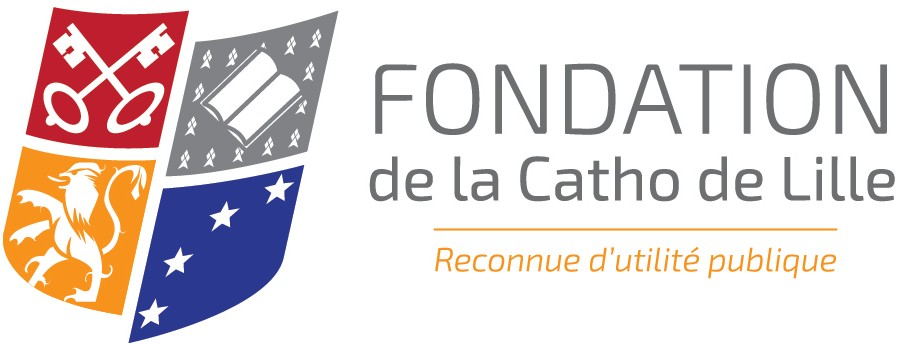 FONDATION
de la Catho de Lille
Reconnue d'utilité publique